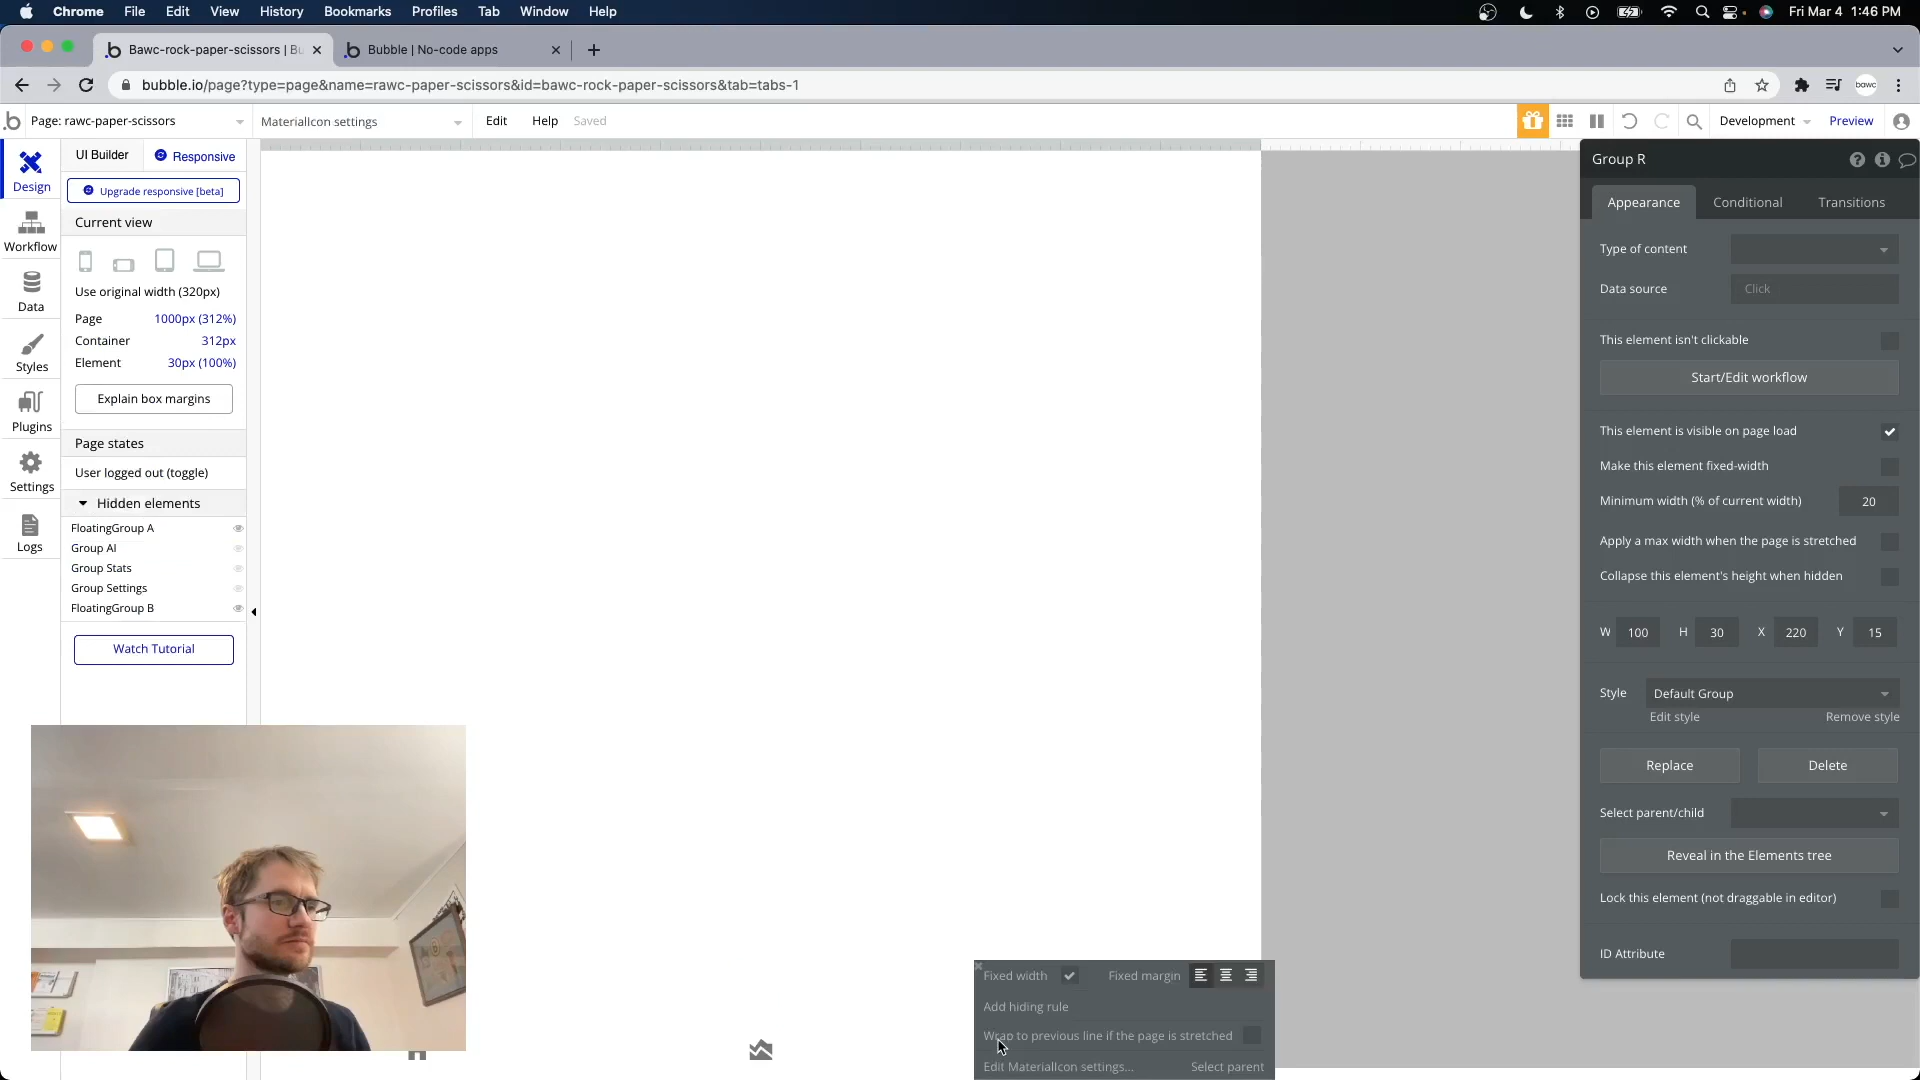 Chrome File Edit View History Bookmarks Profiles Tab Window Help Fri Mar 4 1:46 PM
Bawc-rock-paper-scissors | Bu Bubble | No-code apps
bubble.io/page?type=page&name=rawc-paper-scissors&id=bawc-rock-paper-scissors&tab=tabs-1 bawc
Page: rawc-paper-scissors MaterialIcon settings Edit Help Saved Development Preview
UI Builder Responsive
Design
Upgrade responsive [beta]
Current view
Workflow
Use original width (320px)
Data
Page 1000px (312%)
Container 312px
Element 30px (100%)
Styles
Explain box margins
Plugins
Page states
User logged out (toggle)
Settings
Hidden elements
FloatingGroup A
Group AI
Logs
Group Stats
Group Settings
FloatingGroup B
Watch Tutorial
Group R
Appearance Conditional Transitions
Type of content
Data source Click
This element isn't clickable
Start/Edit workflow
This element is visible on page load
Make this element fixed-width
Minimum width (% of current width) 20
Apply a max width when the page is stretched
Collapse this element's height when hidden
W 100 H 30 X 220 Y 15
Style Default Group
Edit style Remove style
Replace Delete
Select parent/child
Reveal in the Elements tree
Lock this element (not draggable in editor)
ID Attribute
Fixed width Fixed margin
Add hiding rule
Wrap to previous line if the page is stretched
Edit MaterialIcon settings... Select parent